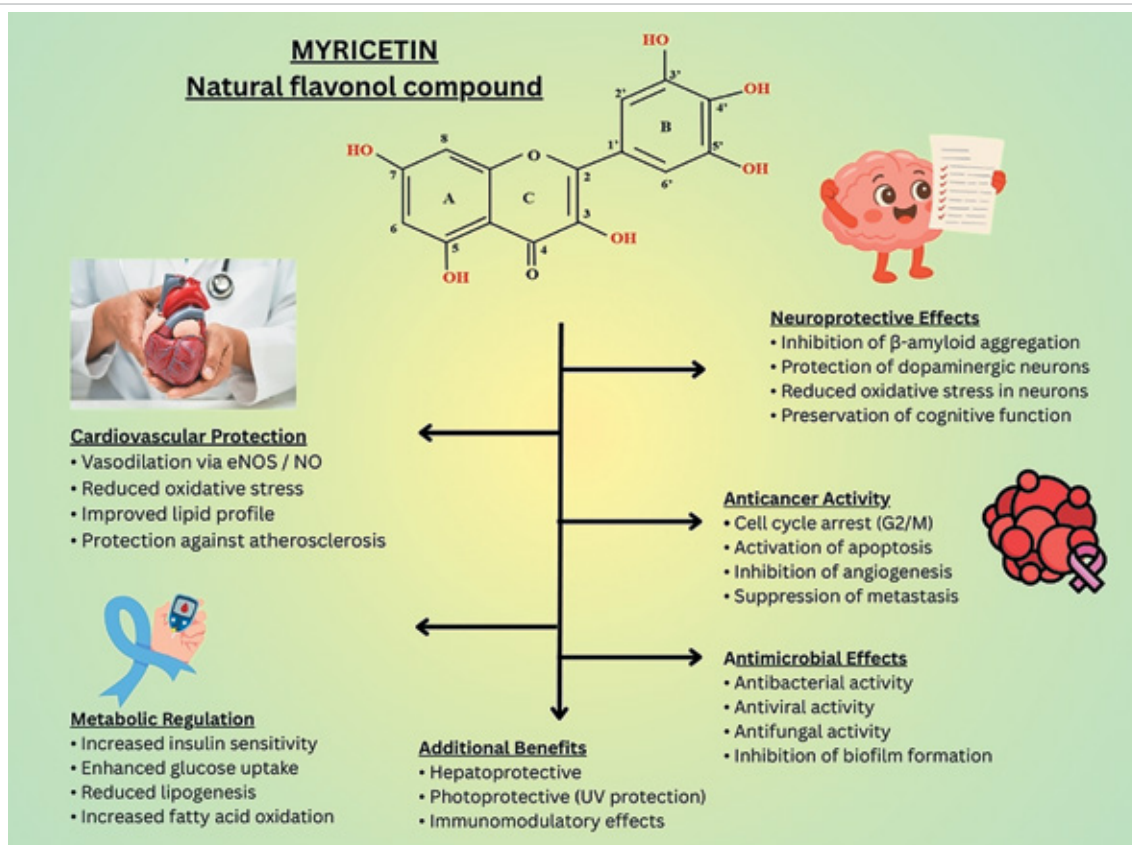 MYRICETIN
Natural flavonol compound
HO
3'
2'
4'
OH
B
8
1'
5'
HO
7
O
2
OH
6'
A
C
6
3
5
4
OH
OH
O
Neuroprotective Effects
• Inhibition of β-amyloid aggregation
• Protection of dopaminergic neurons
• Reduced oxidative stress in neurons
• Preservation of cognitive function
Cardiovascular Protection
• Vasodilation via eNOS / NO
• Reduced oxidative stress
• Improved lipid profile
• Protection against atherosclerosis
Anticancer Activity
• Cell cycle arrest (G2/M)
• Activation of apoptosis
• Inhibition of angiogenesis
• Suppression of metastasis
Antimicrobial Effects
• Antibacterial activity
• Antiviral activity
• Antifungal activity
• Inhibition of biofilm formation
Metabolic Regulation
• Increased insulin sensitivity
• Enhanced glucose uptake
• Reduced lipogenesis
• Increased fatty acid oxidation
Additional Benefits
• Hepatoprotective
• Photoprotective (UV protection)
• Immunomodulatory effects